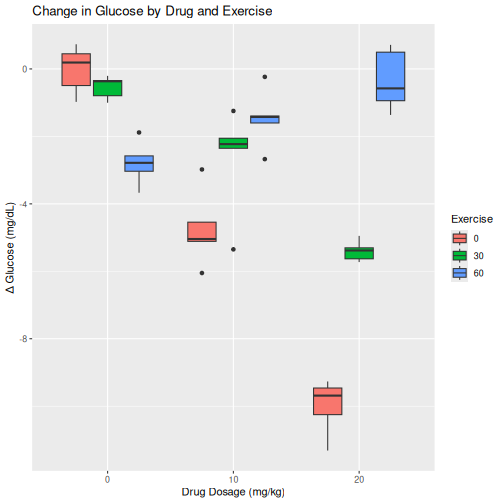 Change in Glucose by Drug and Exercise
Δ Glucose (mg/dL)
0
-4
-8
0
10
20
Drug Dosage (mg/kg)
Exercise
0
30
60